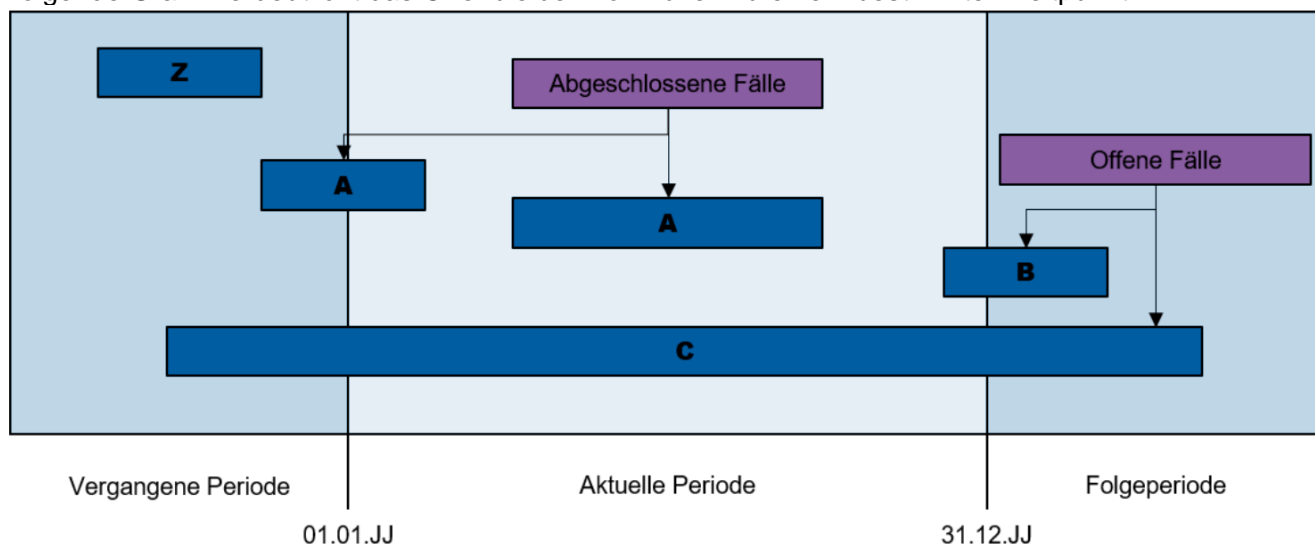 Z
Abgeschlossene Fälle
Offene Fälle
A
A
B
C
Vergangene Periode
Aktuelle Periode
Folgeperiode
01.01.JJ
31.12.JJ